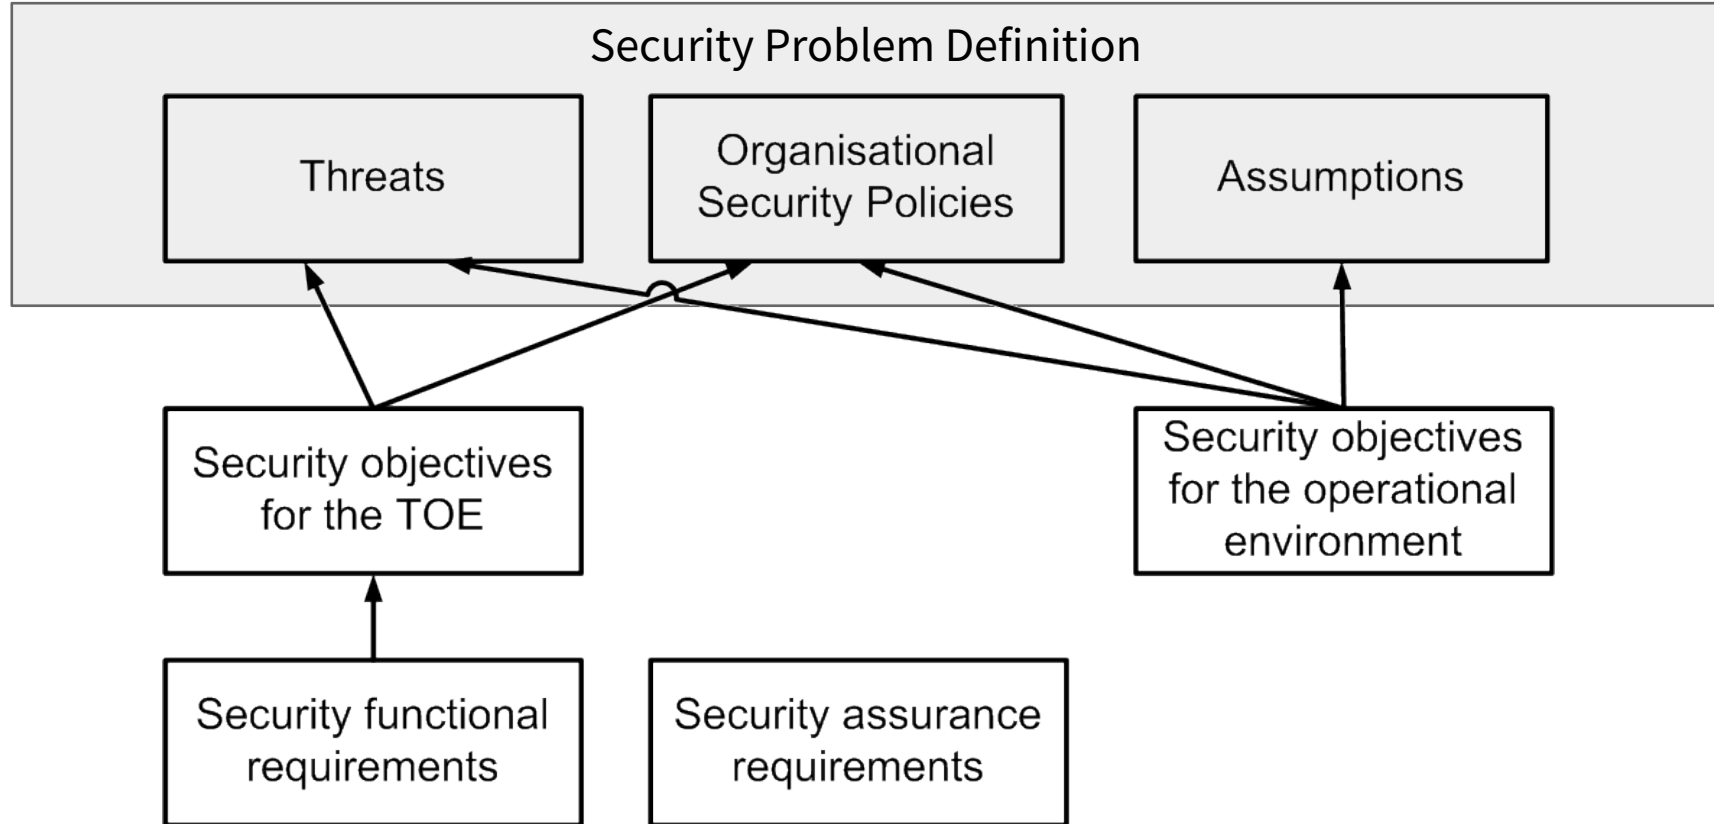 Security Problem Definition
Threats
Organisational
Security Policies
Assumptions
Security objectives
for the TOE
Security objectives
for the operational
environment
Security functional
requirements
Security assurance
requirements